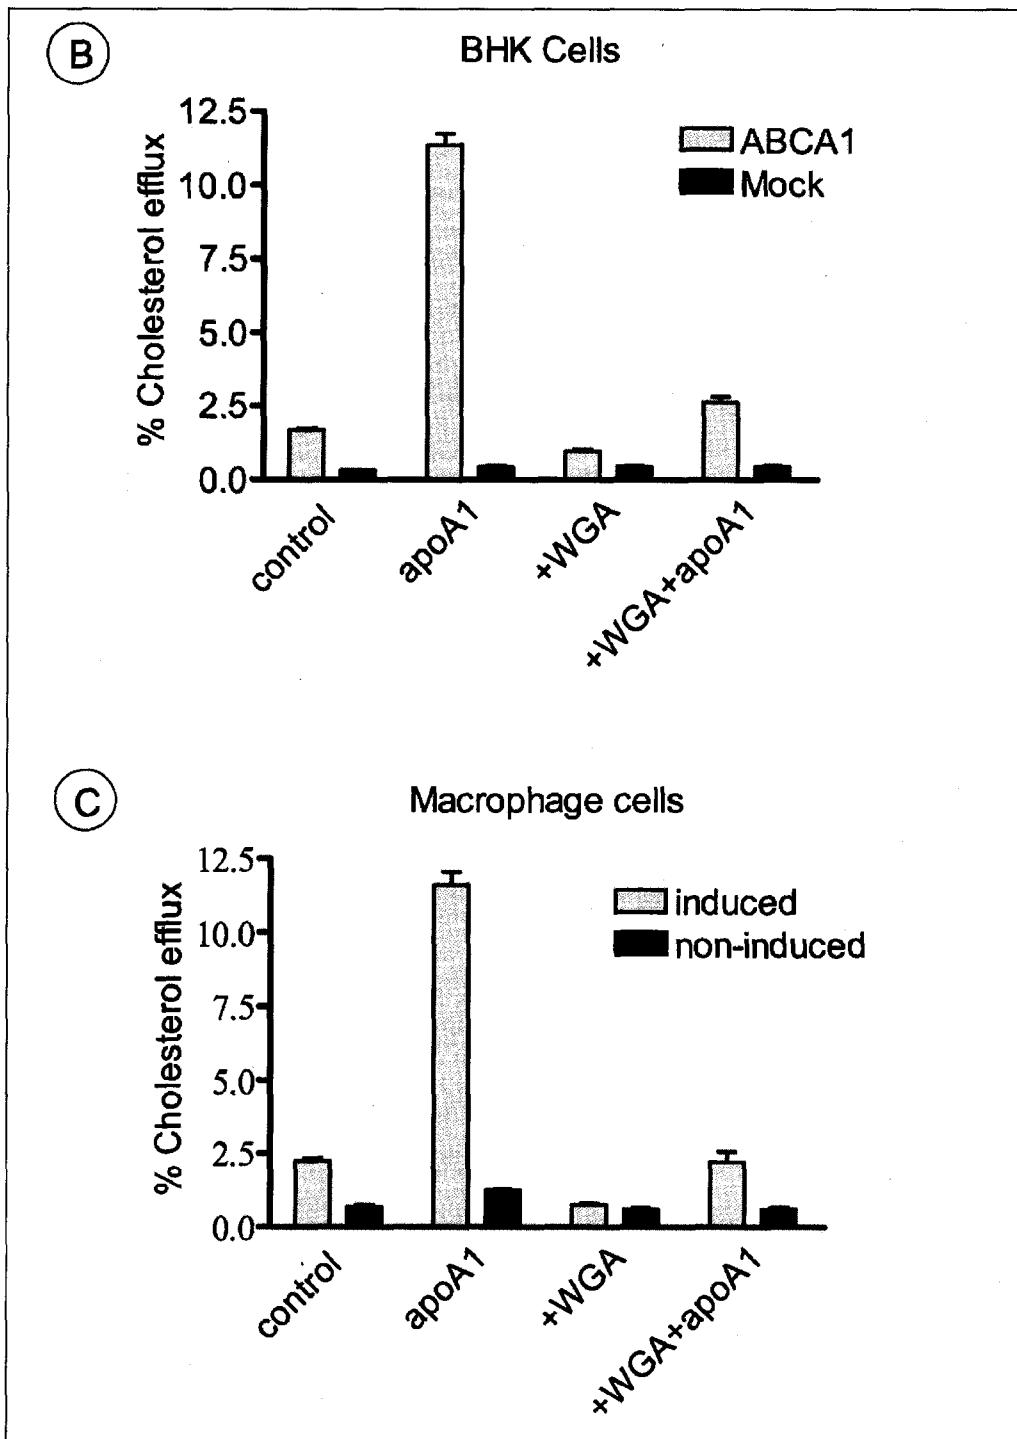 B
BHK Cells
12.5
10.0
7.5
5.0
2.5
0.0
% Cholesterol efflux
ABCA1
Mock
control
apoA1
+WGA
+WGA+apoA1
C
Macrophage cells
12.5
10.0
7.5
5.0
2.5
0.0
% Cholesterol efflux
induced
non-induced
control
apoA1
+WGA
+WGA+apoA1